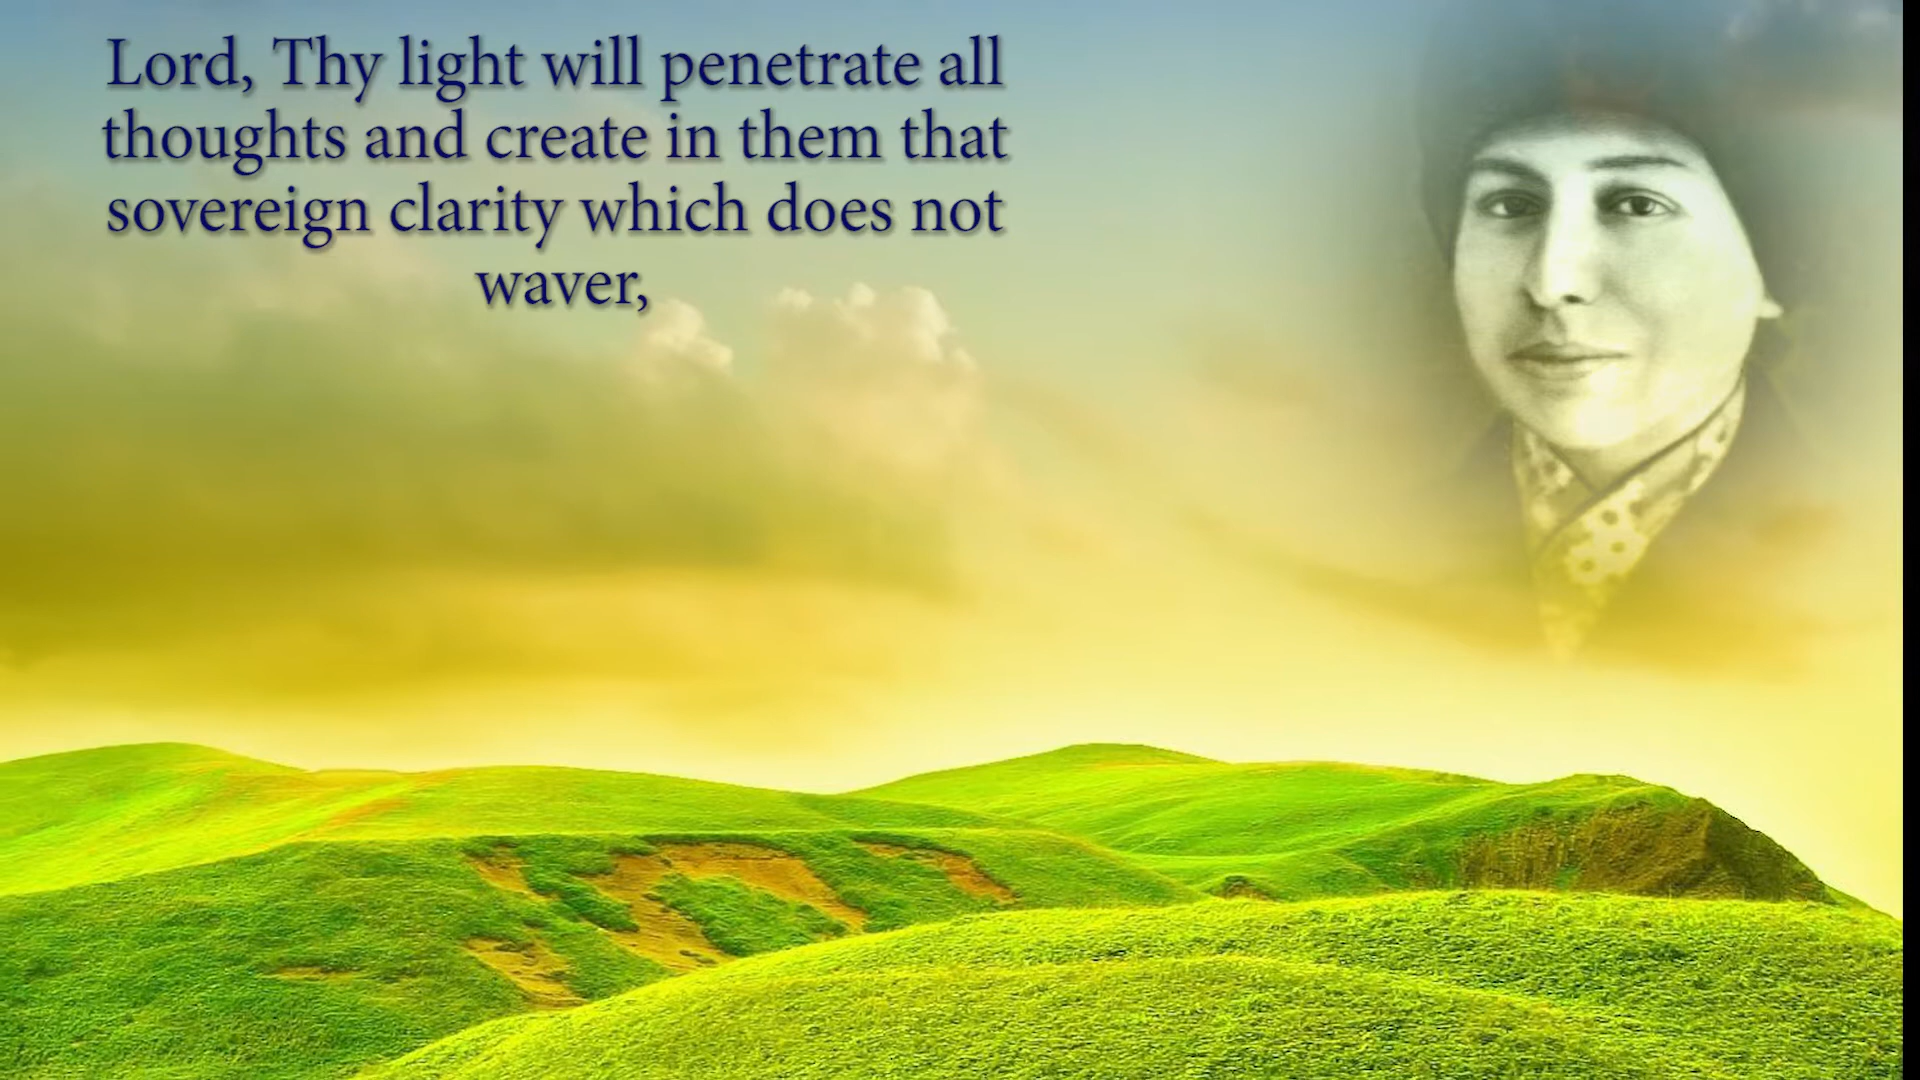 Lord, Thy light will penetrate all
thoughts and create in them that
sovereign clarity which does not
waver,